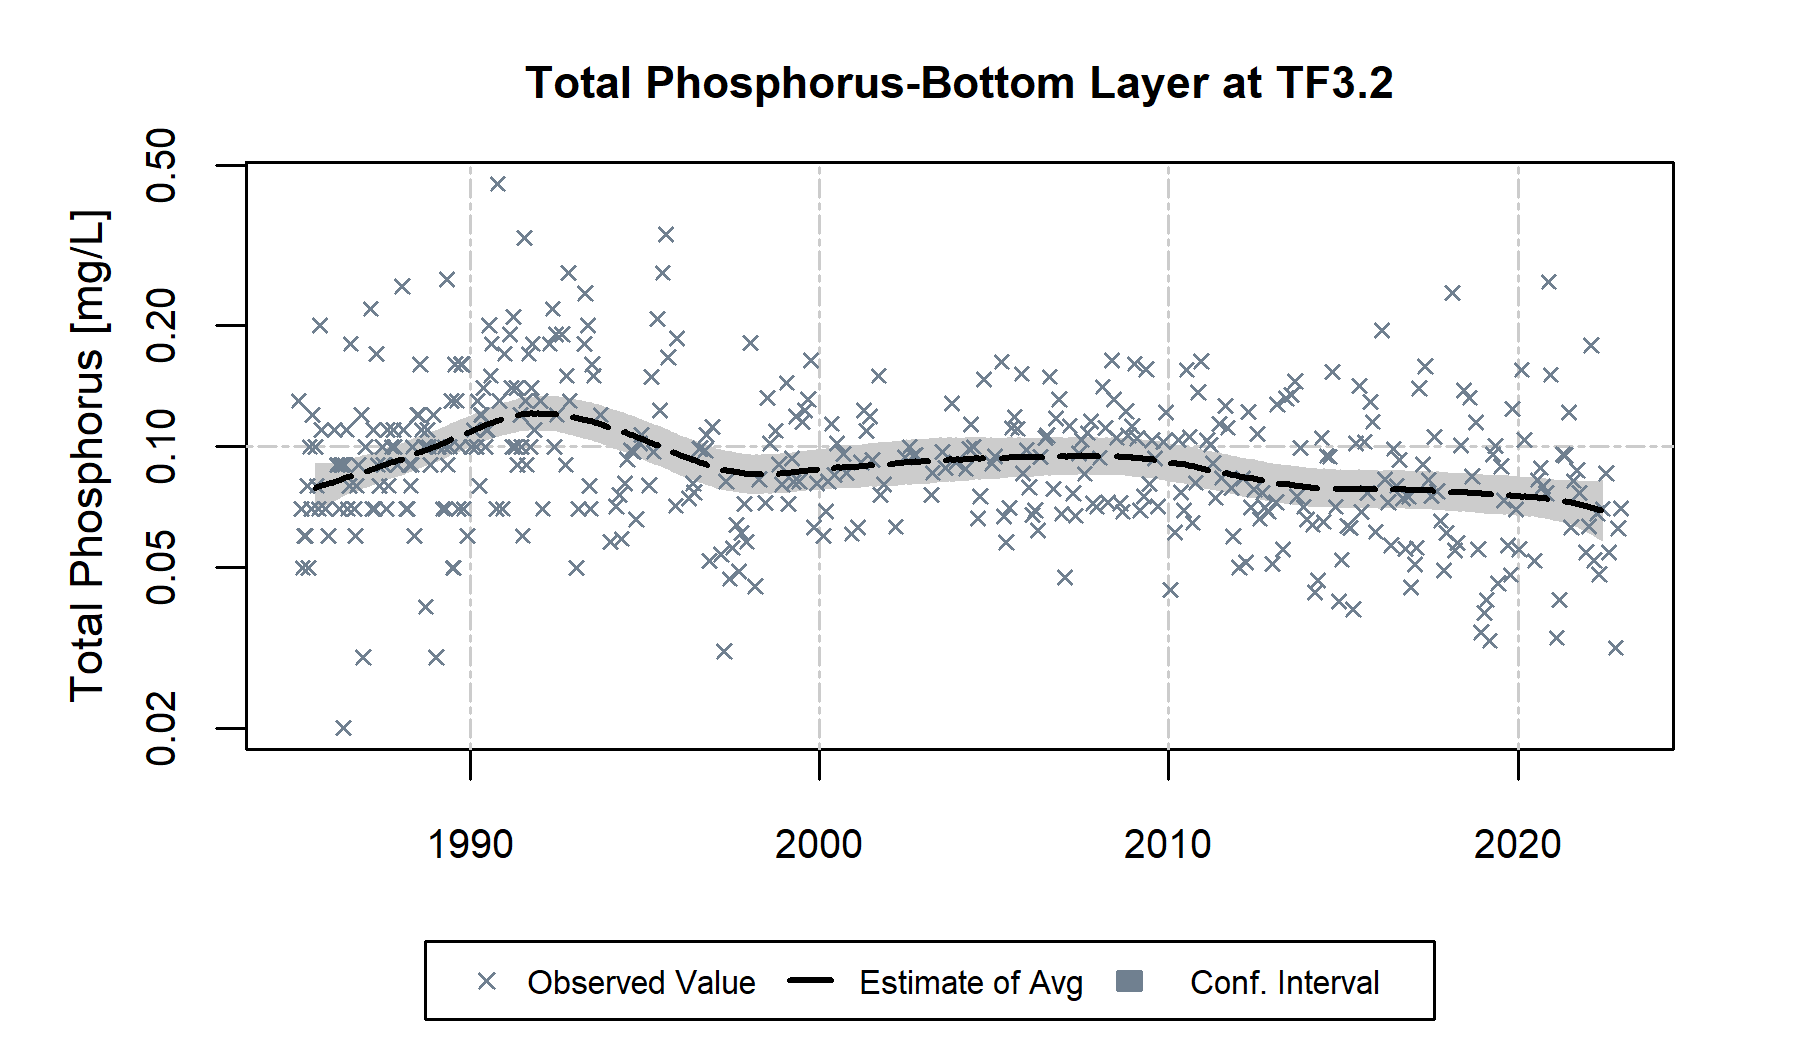 Total Phosphorus-Bottom Layer at TF3.2
Total Phosphorus [mg/L]
0.50
0.20
0.10
0.05
0.02
1990 2000 2010 2020
Observed Value Estimate of Avg Conf. Interval